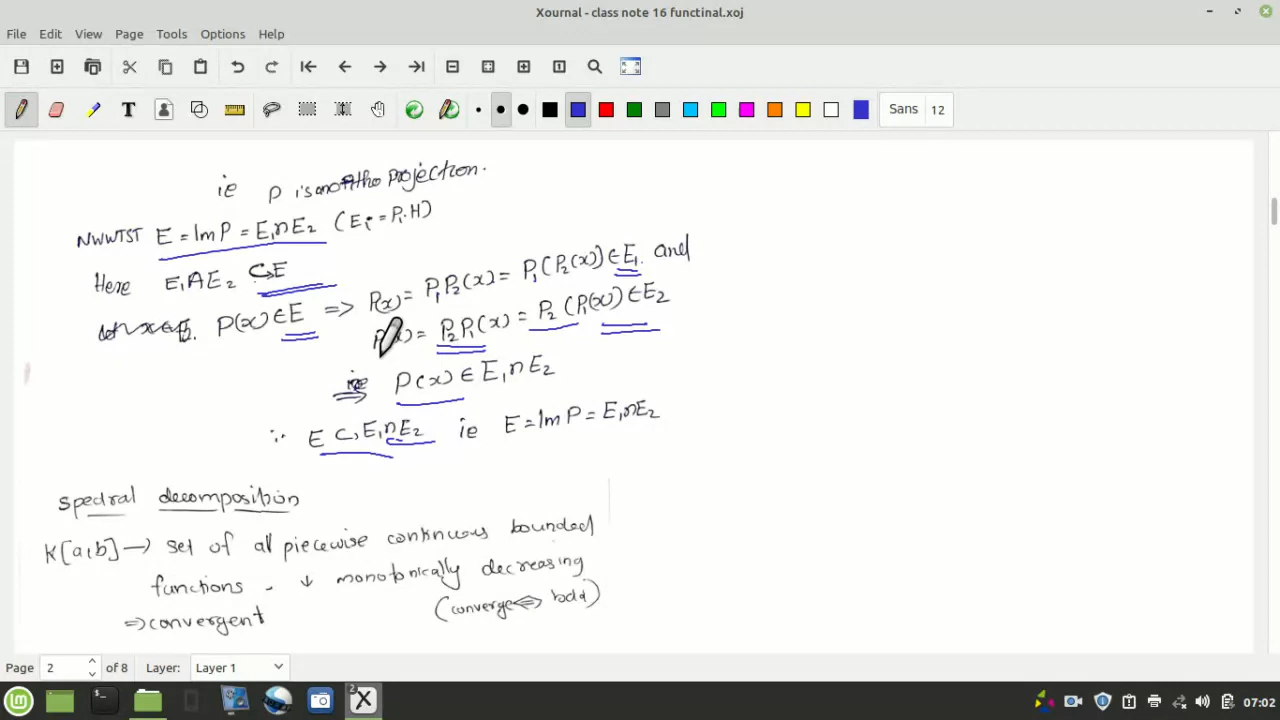 Xournal - class note 16 functinal.xoj
File Edit View Page Tools Options Help
Sans 12
ie P is an ortho projection.
NWWTST E = Im P = E₁∩E₂ (Eᵢ = Pᵢ·H)
Here E₁∩E₂ ⊂ E
P(x) ∈ E ⇒ P(x) = P₁P₂(x) = P₁(P₂(x)) ∈ E₁. and
P(x) = P₂P₁(x) = P₂(P₁(x)) ∈ E₂
⇒ P(x) ∈ E₁∩E₂
∵ E ⊂ E₁∩E₂ ie E = Im P = E₁∩E₂
spectral decomposition
K[a,b] → set of all piecewise continuous bounded
functions - ↓ monotonically decreasing
⇒ convergent (converge ⇔ bdd)
Page 2 of 8 Layer: Layer 1
2
07:02